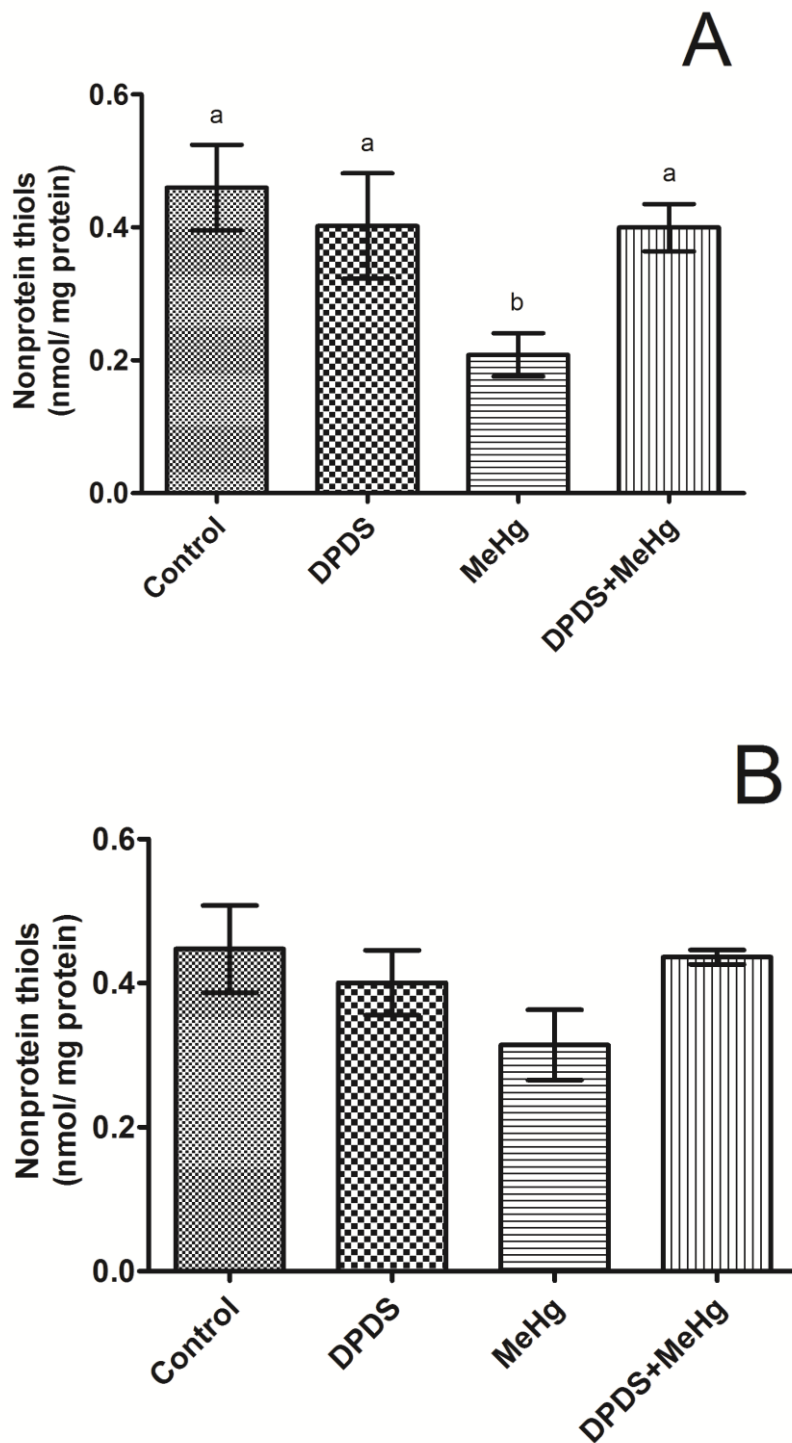 A
Nonprotein thiols
(nmol/ mg protein)
0.6
0.4
0.2
0.0
a
a
b
a
Control
DPDS
MeHg
DPDS+MeHg
B
Nonprotein thiols
(nmol/ mg protein)
0.6
0.4
0.2
0.0
Control
DPDS
MeHg
DPDS+MeHg